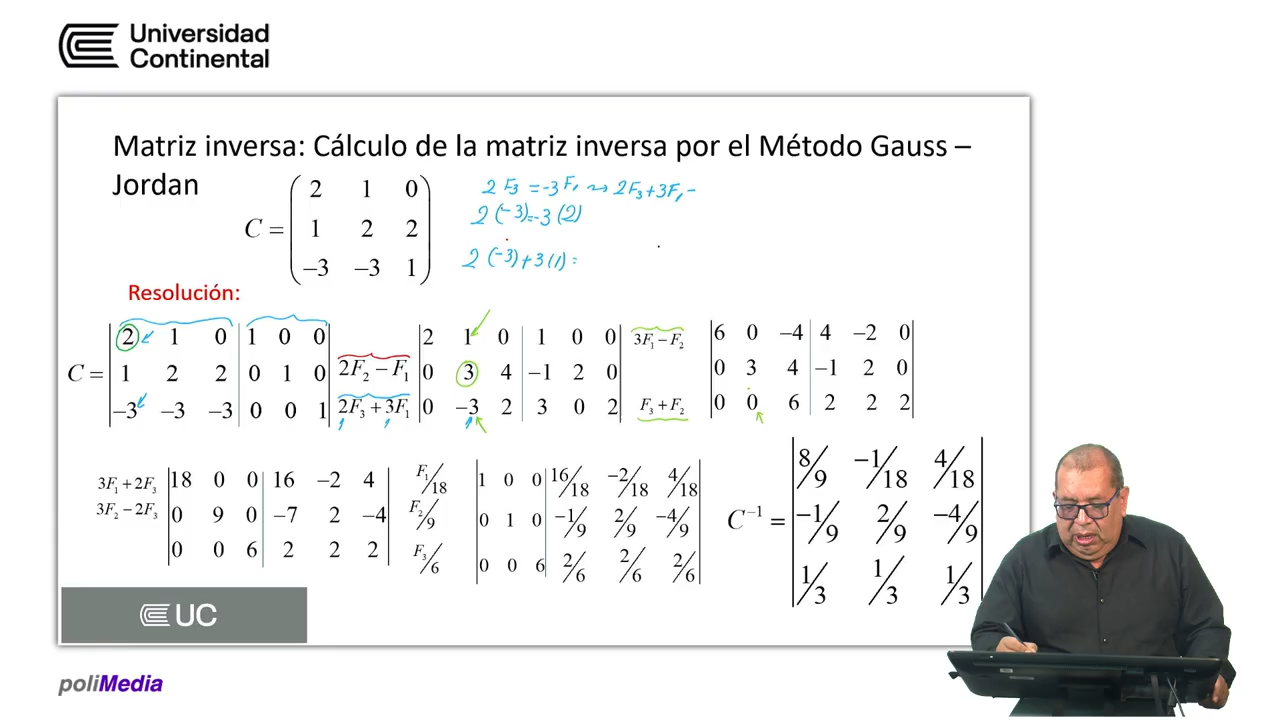 Universidad
Continental
Matriz inversa: Cálculo de la matriz inversa por el Método Gauss –
Jordan
C = ( 2 1 0
1 2 2
−3 −3 1 )
2F₃ = -3F₁ ~> 2F₃+3F₁ -
2(-3)=-3(2)
2(-3)+3(1)=
Resolución:
C = | 2 1 0 | 1 0 0 |
| 1 2 2 | 0 1 0 |
| −3 −3 −3 | 0 0 1 |
2F₂ − F₁
2F₃ + 3F₁
| 2 1 0 | 1 0 0 |
| 0 3 4 | −1 2 0 |
| 0 −3 2 | 3 0 2 |
3F₁ − F₂
F₃ + F₂
| 6 0 −4 | 4 −2 0 |
| 0 3 4 | −1 2 0 |
| 0 0 6 | 2 2 2 |
3F₁ + 2F₃
3F₂ − 2F₃
| 18 0 0 | 16 −2 4 |
| 0 9 0 | −7 2 −4 |
| 0 0 6 | 2 2 2 |
F₁/18
F₂/9
F₃/6
| 1 0 0 | 16/18 −2/18 4/18 |
| 0 1 0 | −1/9 2/9 −4/9 |
| 0 0 6 | 2/6 2/6 2/6 |
C⁻¹ = | 8/9 −1/18 4/18 |
| −1/9 2/9 −4/9 |
| 1/3 1/3 1/3 |
UC
poliMedia